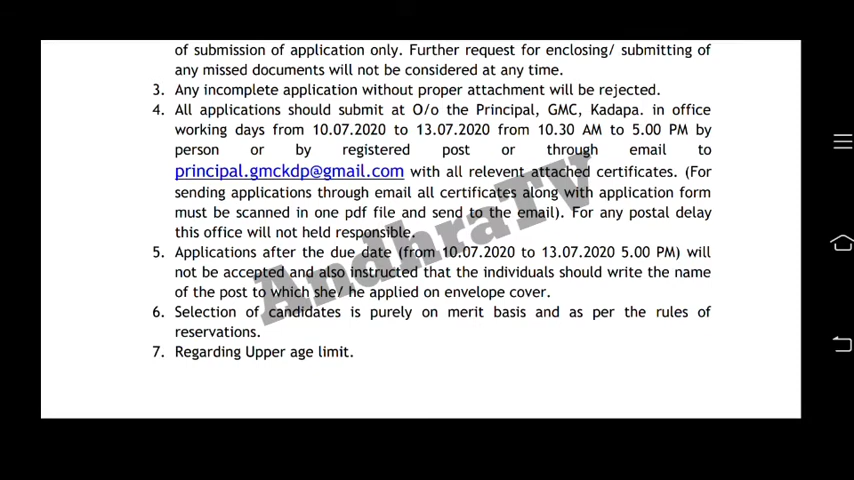 of submission of application only. Further request for enclosing/ submitting of
any missed documents will not be considered at any time.
3. Any incomplete application without proper attachment will be rejected.
4. All applications should submit at O/o the Principal, GMC, Kadapa. in office
working days from 10.07.2020 to 13.07.2020 from 10.30 AM to 5.00 PM by
person or by registered post or through email to
principal.gmckdp@gmail.com with all relevent attached certificates. (For
sending applications through email all certificates along with application form
must be scanned in one pdf file and send to the email). For any postal delay
this office will not held responsible.
5. Applications after the due date (from 10.07.2020 to 13.07.2020 5.00 PM) will
not be accepted and also instructed that the individuals should write the name
of the post to which she/ he applied on envelope cover.
6. Selection of candidates is purely on merit basis and as per the rules of
reservations.
7. Regarding Upper age limit.
AndhraTV